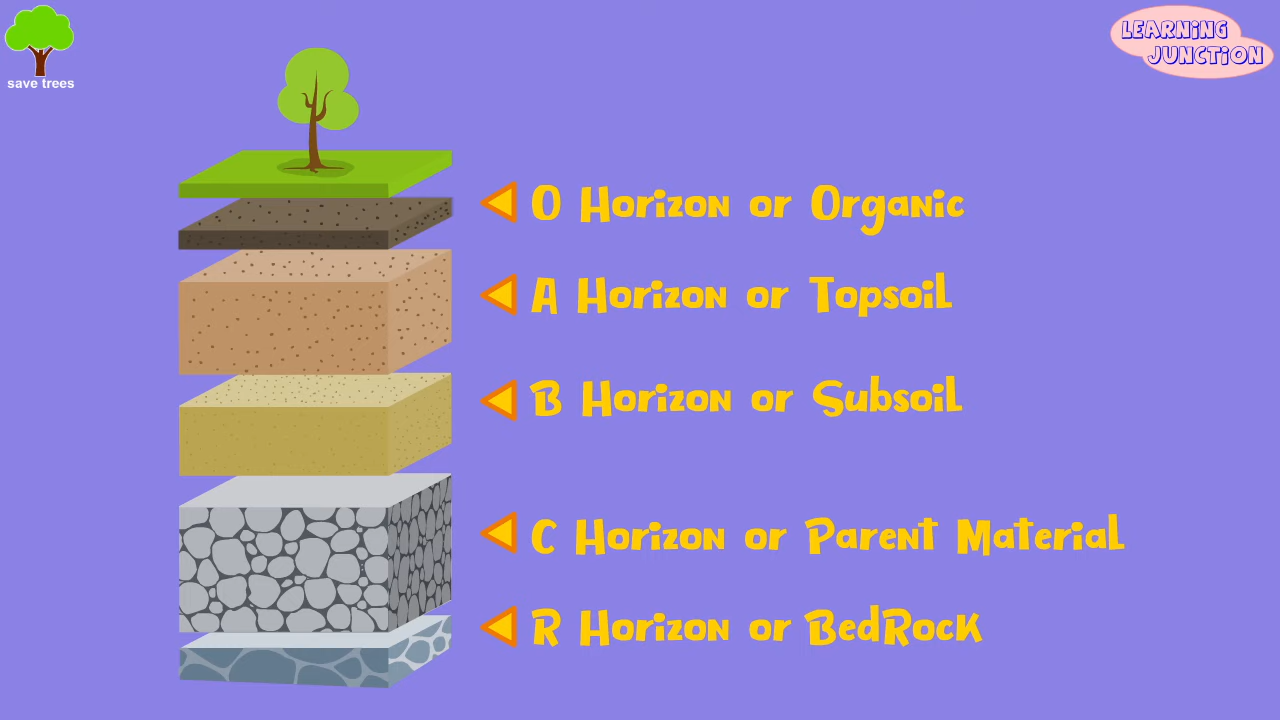 save trees
LEARNING
JUNCTION
O Horizon or Organic
A Horizon or Topsoil
B Horizon or Subsoil
C Horizon or Parent Material
R Horizon or BedRock